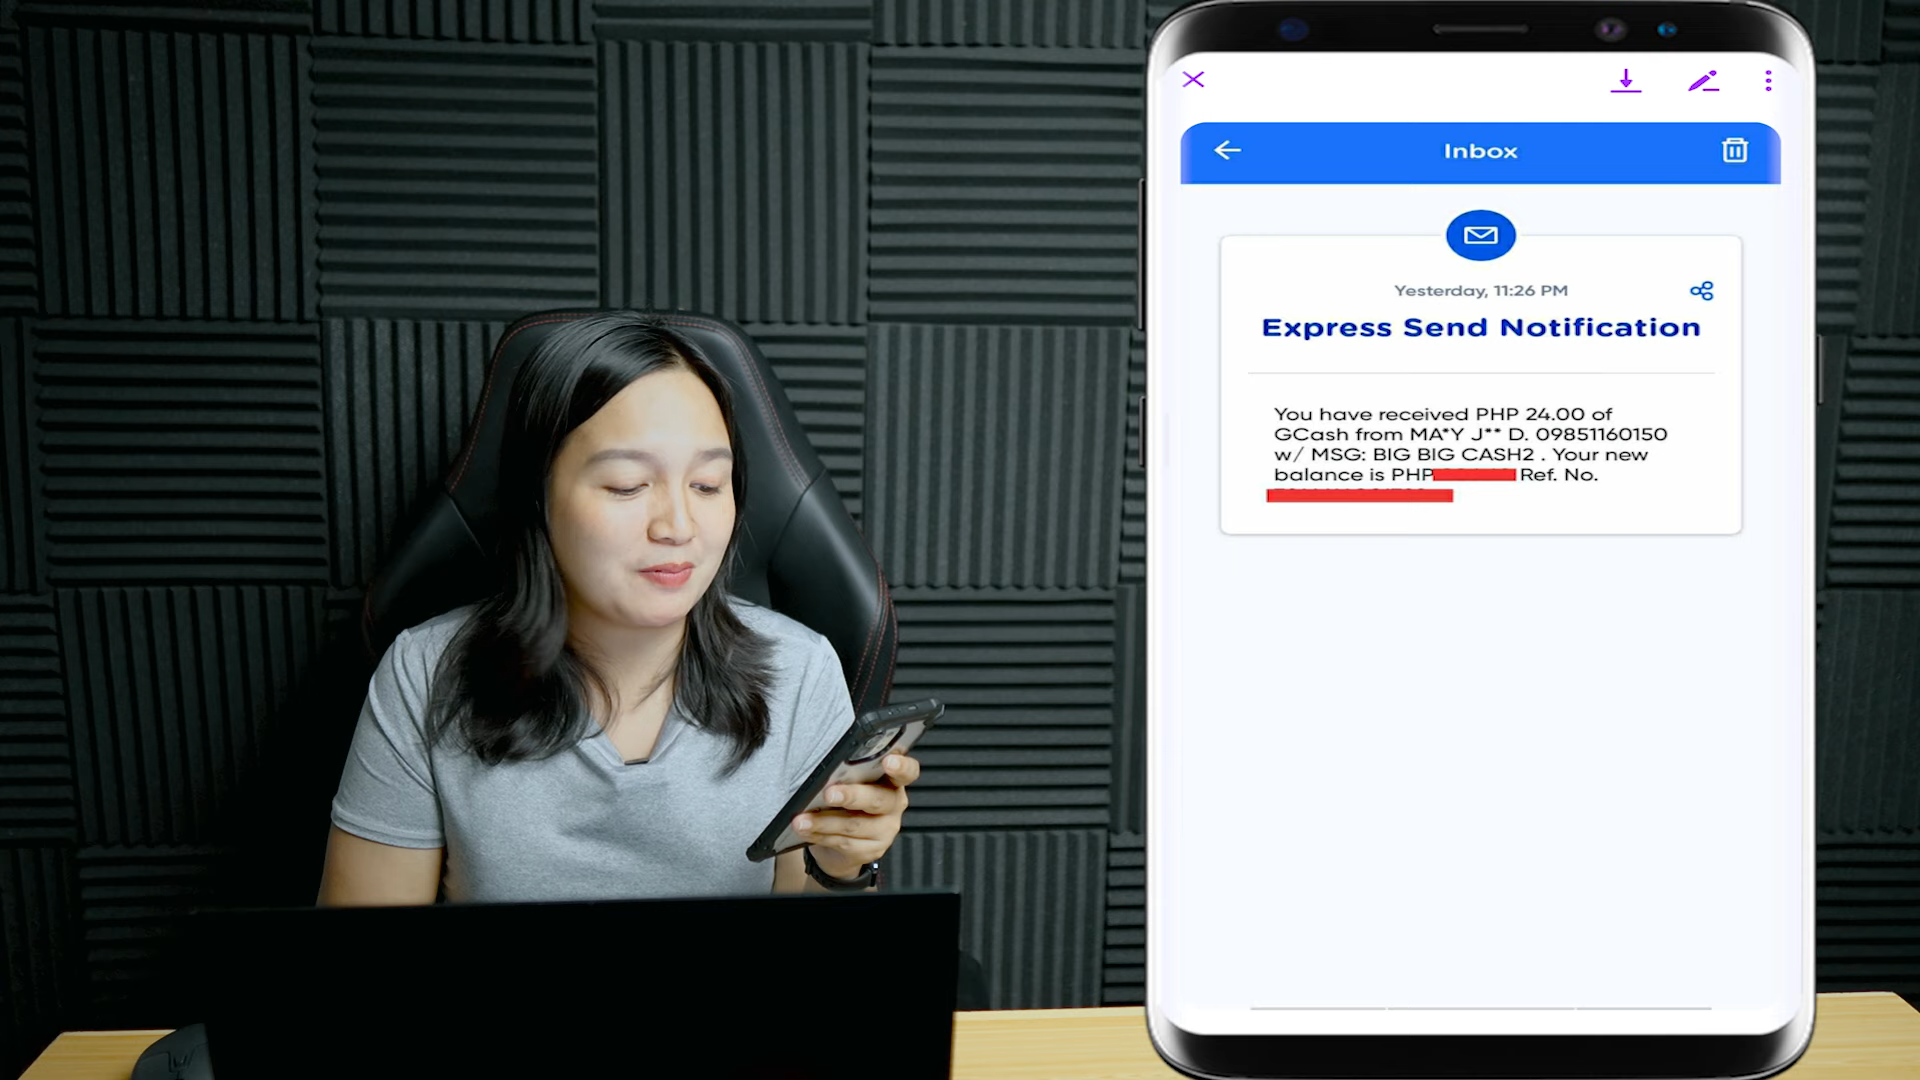 Inbox
Yesterday, 11:26 PM
Express Send Notification
You have received PHP 24.00 of
GCash from MA*Y J** D. 09851160150
w/ MSG: BIG BIG CASH2 . Your new
balance is PHP Ref. No.